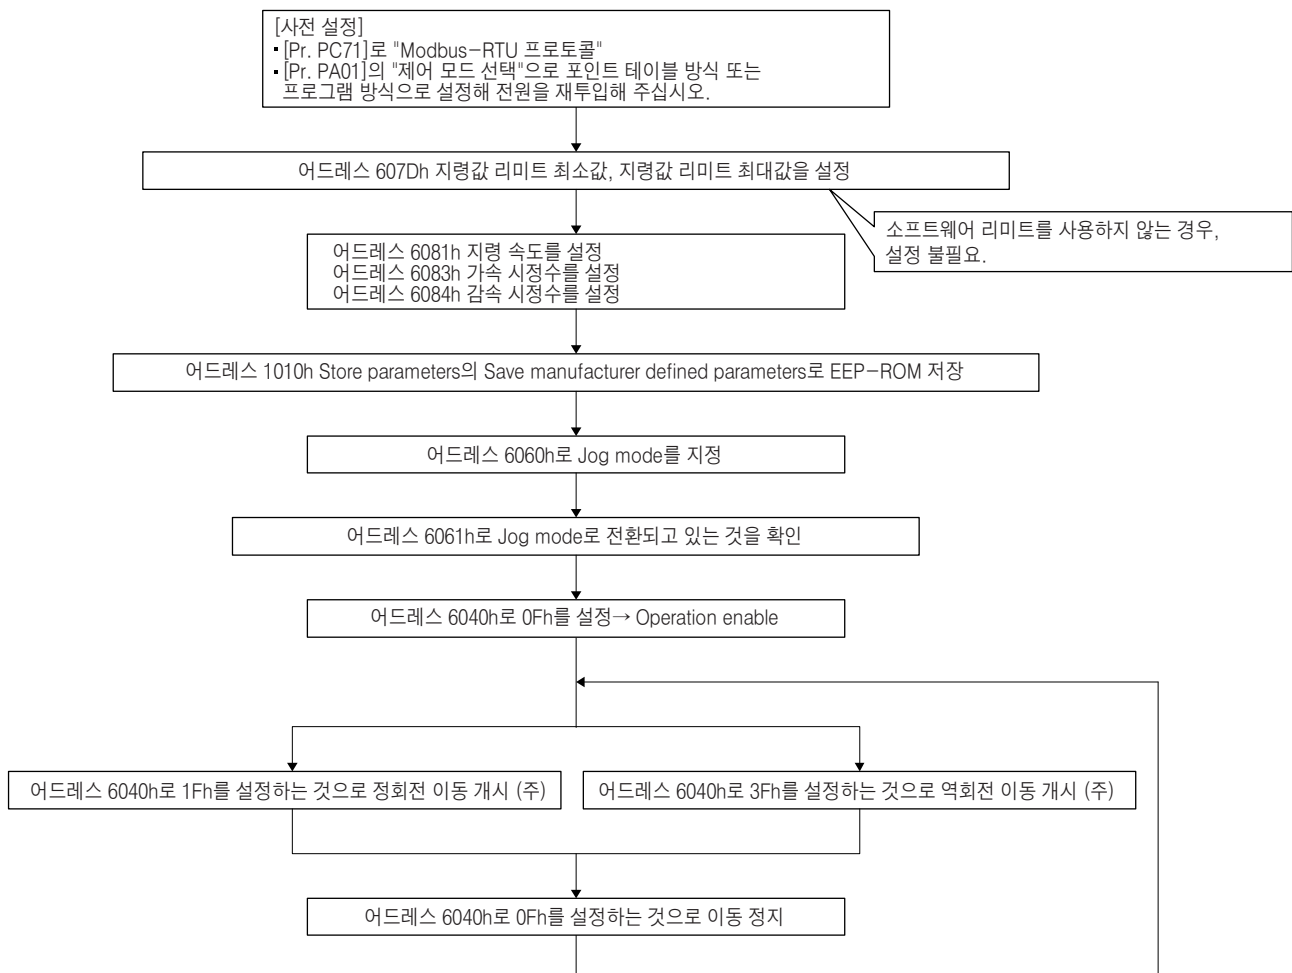 [사전 설정]
▪ [Pr. PC71]로 "Modbus-RTU 프로토콜"
▪ [Pr. PA01]의 "제어 모드 선택"으로 포인트 테이블 방식 또는
프로그램 방식으로 설정해 전원을 재투입해 주십시오.
어드레스 607Dh 지령값 리미트 최소값, 지령값 리미트 최대값을 설정
소프트웨어 리미트를 사용하지 않는 경우,
설정 불필요.
어드레스 6081h 지령 속도를 설정
어드레스 6083h 가속 시정수를 설정
어드레스 6084h 감속 시정수를 설정
어드레스 1010h Store parameters의 Save manufacturer defined parameters로 EEP-ROM 저장
어드레스 6060h로 Jog mode를 지정
어드레스 6061h로 Jog mode로 전환되고 있는 것을 확인
어드레스 6040h로 0Fh를 설정→ Operation enable
어드레스 6040h로 1Fh를 설정하는 것으로 정회전 이동 개시 (주)
어드레스 6040h로 3Fh를 설정하는 것으로 역회전 이동 개시 (주)
어드레스 6040h로 0Fh를 설정하는 것으로 이동 정지